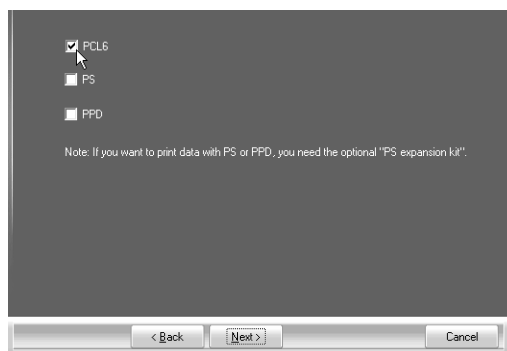 PCL6
PS
PPD
Note: If you want to print data with PS or PPD, you need the optional "PS expansion kit".
< Back Next > Cancel